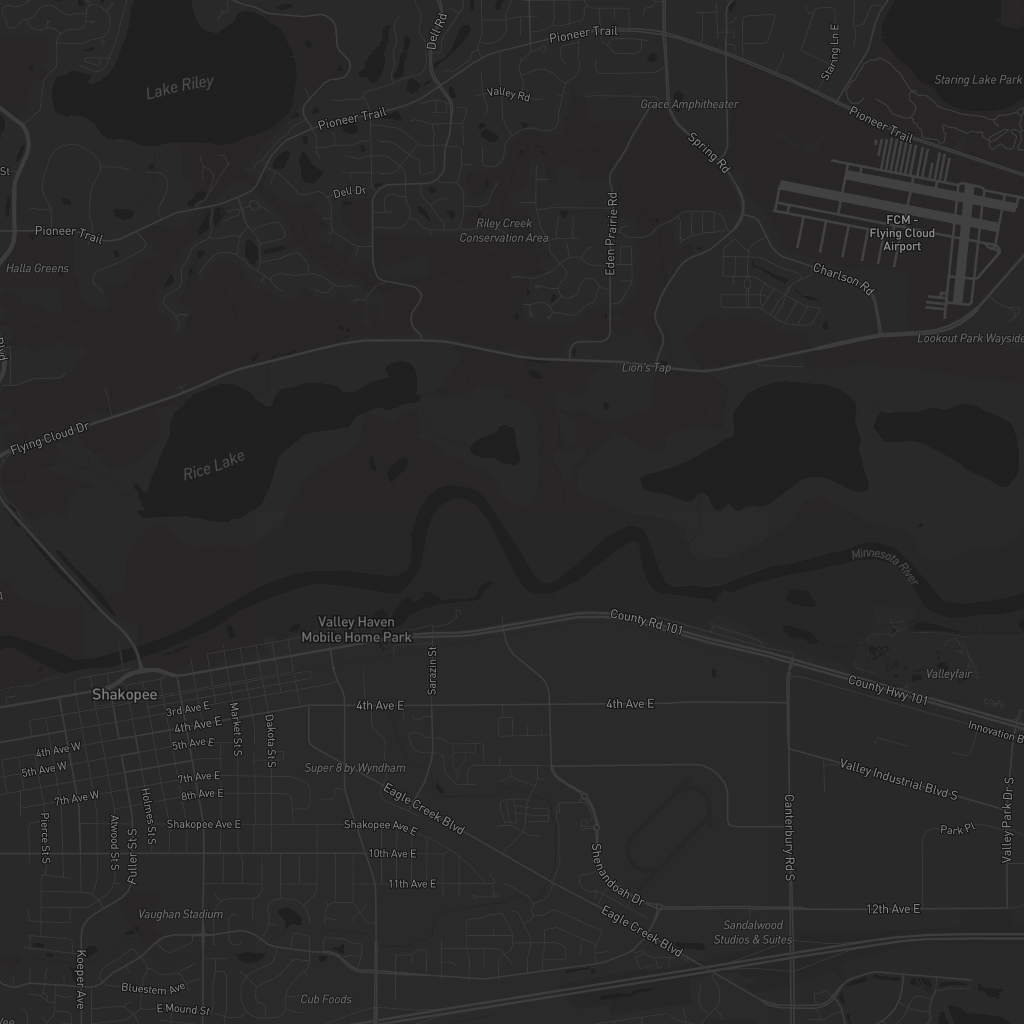 Dell Rd
Pioneer Trail
Staring Ln E
Lake Riley
Staring Lake Park
Valley Rd
Grace Amphitheater
Pioneer Trail
Pioneer Trail
Spring Rd
St
Dell Dr
Eden Prairie Rd
Riley Creek
Conservation Area
FCM -
Flying Cloud
Airport
Pioneer Trail
Halla Greens
Charlson Rd
Lookout Park Wayside
Blvd
Lion's Tap
Flying Cloud Dr
Rice Lake
Minnesota River
Valley Haven
Mobile Home Park
County Rd 101
Sarazin St
Valleyfair
Shakopee
County Hwy 101
3rd Ave E
4th Ave E
4th Ave E
4th Ave E
Market St S
Dakota St S
Innovation B
5th Ave E
4th Ave W
5th Ave W
Super 8 by Wyndham
7th Ave E
Valley Industrial Blvd S
8th Ave E
7th Ave W
Eagle Creek Blvd
Holmes St S
Pierce St S
Atwood St S
Fuller St S
Shakopee Ave E
Shakopee Ave E
Canterbury Rd S
Valley Park Dr S
Park Pl
10th Ave E
Shenandoah Dr
11th Ave E
12th Ave E
Vaughan Stadium
Eagle Creek Blvd
Sandalwood
Studios & Suites
Koeper Ave
Bluestem Ave
Cub Foods
E Mound St